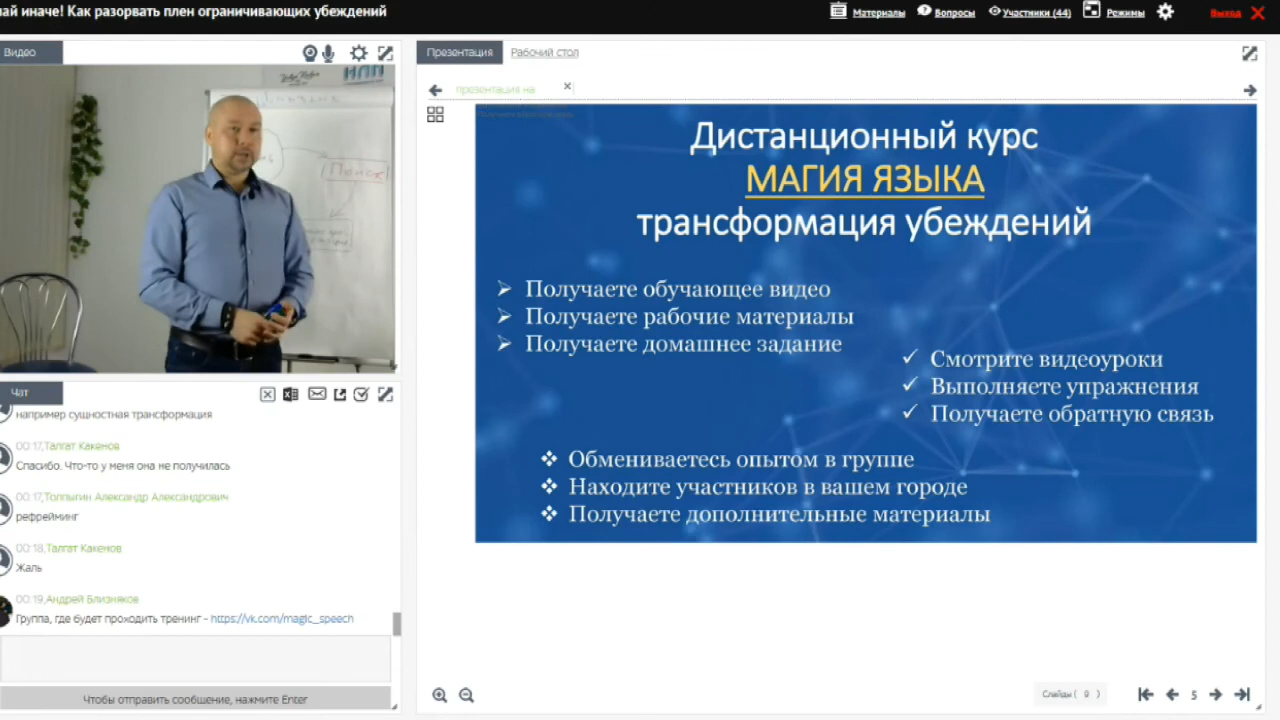 най иначе! Как разорвать плен ограничивающих убеждений
Материалы
Вопросы
Участники (44)
Режимы
Выход
Видео
Презентация
Рабочий стол
презентация на
Дистанционный курс
МАГИЯ ЯЗЫКА
трансформация убеждений
Получаете обучающее видео
Получаете рабочие материалы
Получаете домашнее задание
Смотрите видеоуроки
Выполняете упражнения
Получаете обратную связь
Обмениваетесь опытом в группе
Находите участников в вашем городе
Получаете дополнительные материалы
Чат
например сущностная трансформация
00:17, Талгат Какенов
Спасибо. Что-то у меня она не получилась
00:17, Толпыгин Александр Александрович
рефрейминг
00:18, Талгат Какенов
Жаль
00:19, Андрей Близняков
Группа, где будет проходить тренинг - https://vk.com/magic_speech
Чтобы отправить сообщение, нажмите Enter
Слайды ( 9 )
5